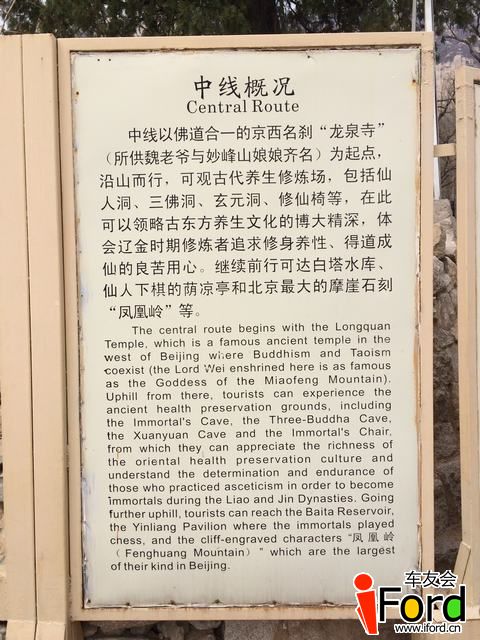 中线概况
Central Route
中线以佛道合一的京西名刹“龙泉寺”
（所供魏老爷与妙峰山娘娘齐名）为起点，
沿山而行，可观古代养生修炼场，包括仙
人洞、三佛洞、玄元洞、修仙椅等，在此
可以领略古东方养生文化的博大精深，体
会辽金时期修炼者追求修身养性、得道成
仙的良苦用心。继续前行可达白塔水库、
仙人下棋的荫凉亭和北京最大的摩崖石刻
“凤凰岭”等。
The central route begins with the Longquan
Temple, which is a famous ancient temple in the
west of Beijing where Buddhism and Taoism
coexist (the Lord Wei enshrined here is as famous
as the Goddess of the Miaofeng Mountain).
Uphill from there, tourists can experience the
ancient health preservation grounds, including
the Immortal's Cave, the Three-Buddha Cave,
the Xuanyuan Cave and the Immortal's Chair,
from which they can appreciate the richness of
the oriental health preservation culture and
understand the determination and endurance of
those who practiced asceticism in order to become
immortals during the Liao and Jin Dynasties. Going
further uphill, tourists can reach the Baita Reservoir,
the Yinliang Pavilion where the immortals played
chess, and the cliff-engraved characters “凤凰岭
（Fenghuang Mountain）” which are the largest
of their kind in Beijing.
车友会
iFord
www.iford.cn